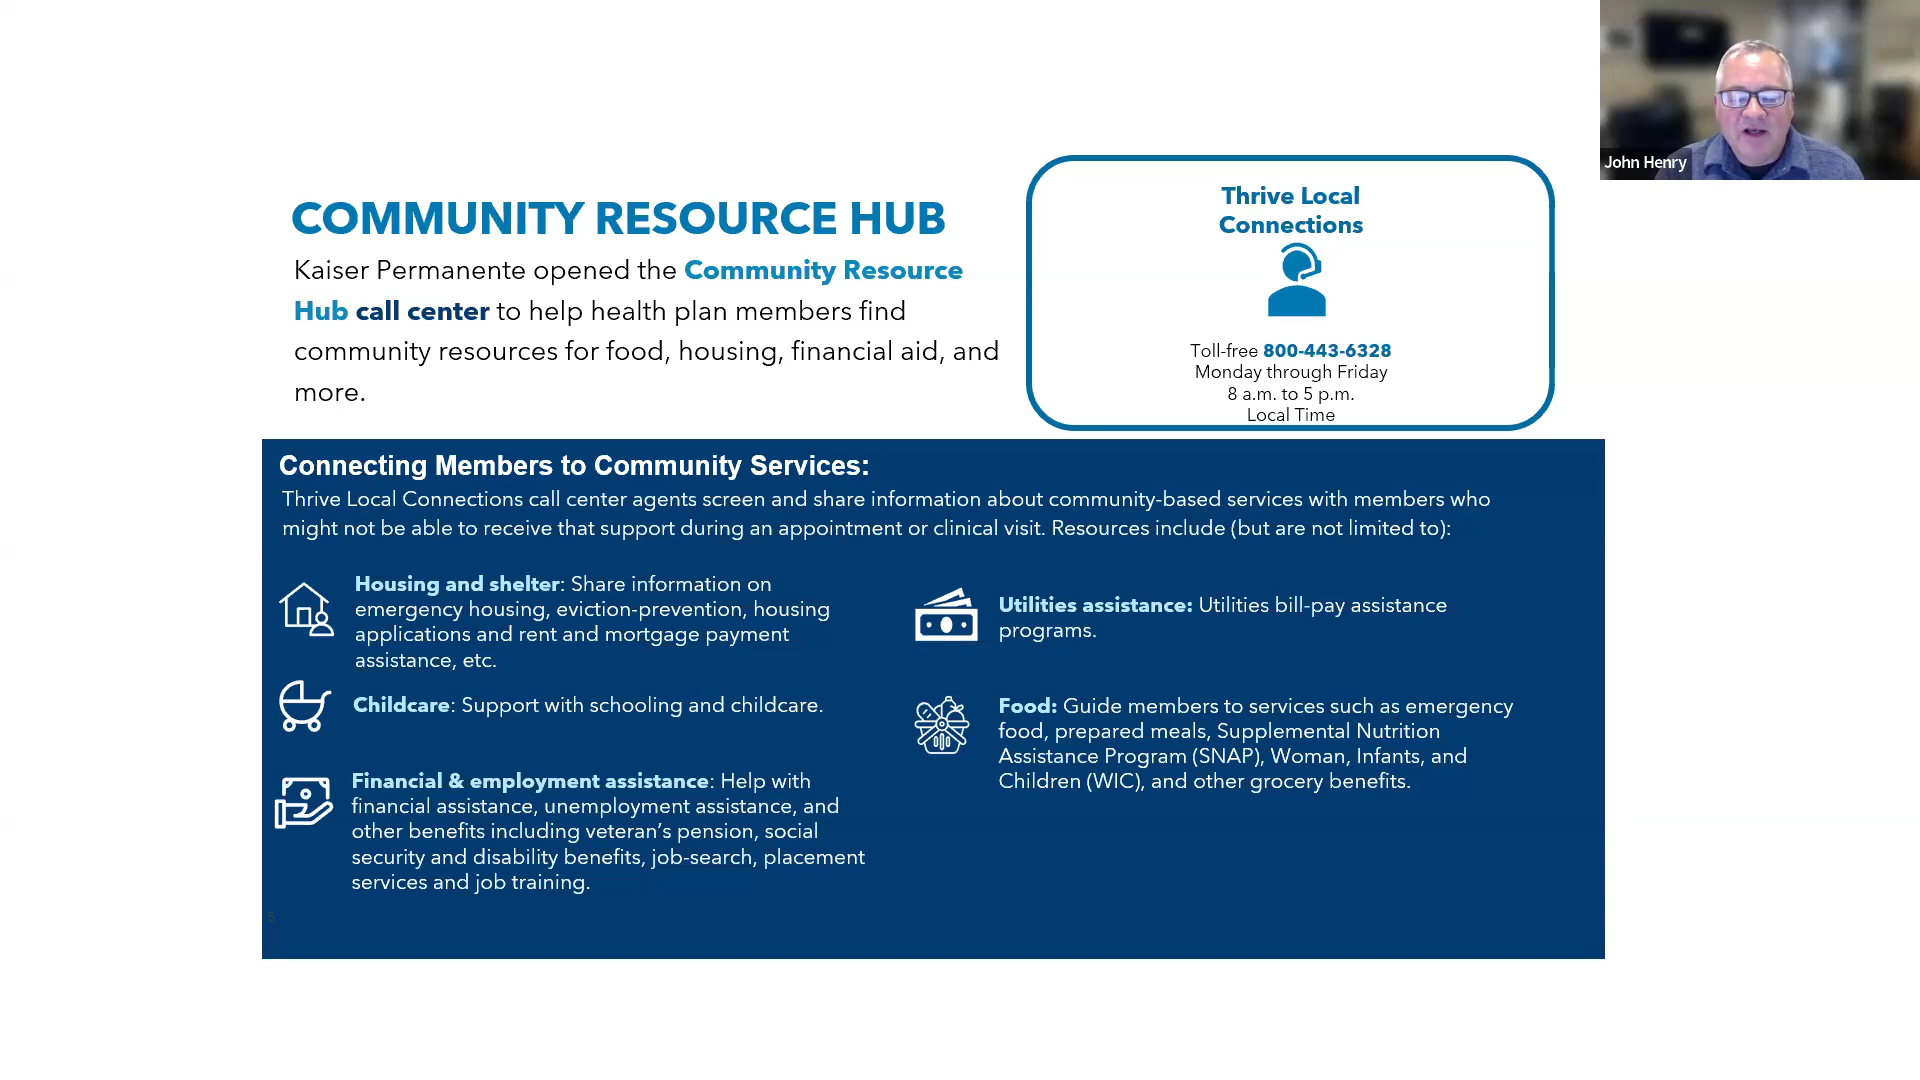 John Henry
COMMUNITY RESOURCE HUB
Kaiser Permanente opened the Community Resource
Hub call center to help health plan members find
community resources for food, housing, financial aid, and
more.
Thrive Local
Connections
Toll-free 800-443-6328
Monday through Friday
8 a.m. to 5 p.m.
Local Time
Connecting Members to Community Services:
Thrive Local Connections call center agents screen and share information about community-based services with members who
might not be able to receive that support during an appointment or clinical visit. Resources include (but are not limited to):
Housing and shelter: Share information on
emergency housing, eviction-prevention, housing
applications and rent and mortgage payment
assistance, etc.
Childcare: Support with schooling and childcare.
Financial & employment assistance: Help with
financial assistance, unemployment assistance, and
other benefits including veteran’s pension, social
security and disability benefits, job-search, placement
services and job training.
Utilities assistance: Utilities bill-pay assistance
programs.
Food: Guide members to services such as emergency
food, prepared meals, Supplemental Nutrition
Assistance Program (SNAP), Woman, Infants, and
Children (WIC), and other grocery benefits.
5